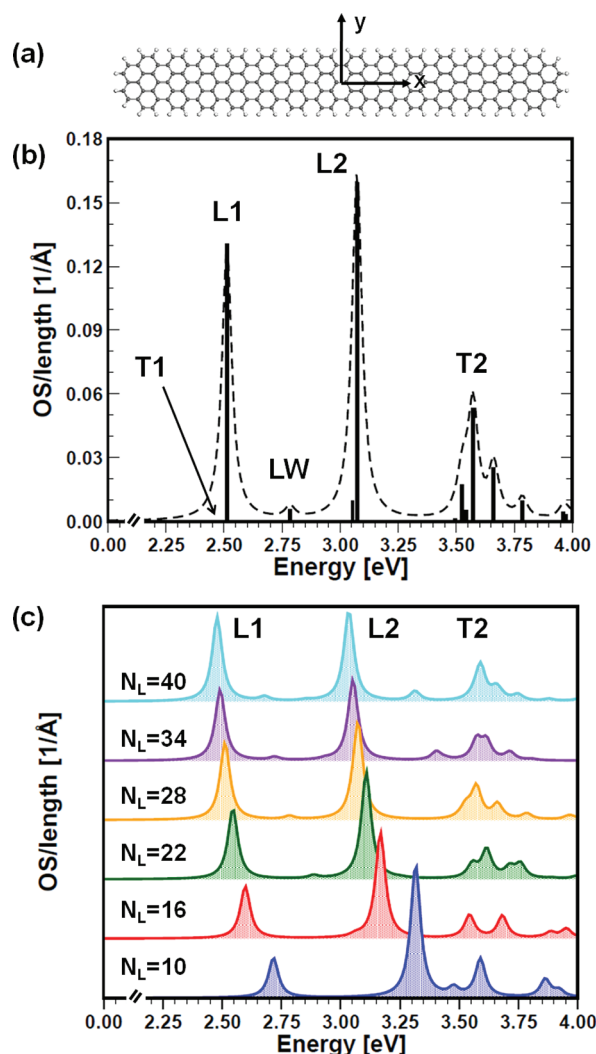 (a)
y
x
(b)
0.18
0.15
0.12
0.09
0.06
0.03
0.00
OS/length [1/Å]
L1
L2
T1
LW
T2
0.00 2.25 2.50 2.75 3.00 3.25 3.50 3.75 4.00
Energy [eV]
(c)
L1 L2 T2
N_L=40
N_L=34
N_L=28
N_L=22
N_L=16
N_L=10
OS/length [1/Å]
0.00 2.25 2.50 2.75 3.00 3.25 3.50 3.75 4.00
Energy [eV]